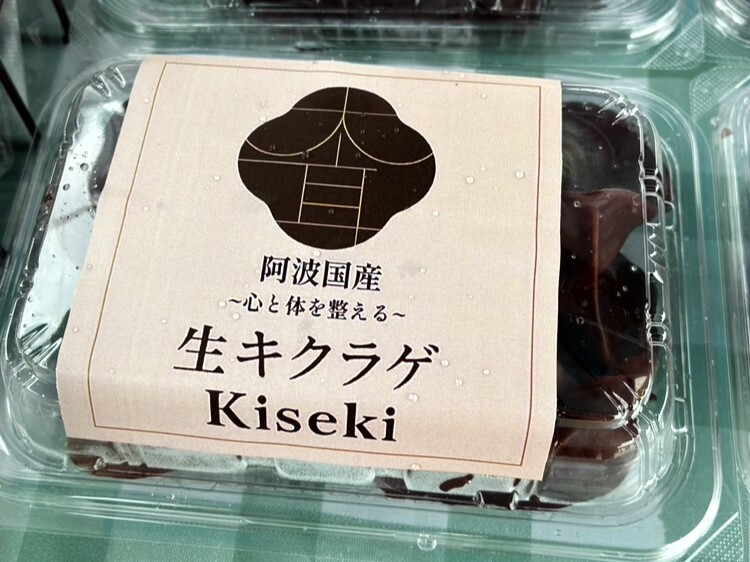 阿波国産
~心と体を整える~
生キクラゲ
Kiseki